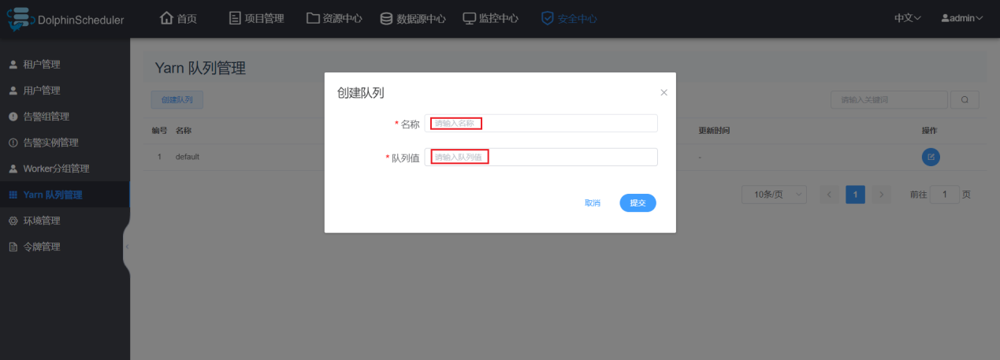 DolphinScheduler 首页 项目管理 资源中心 数据源中心 监控中心 安全中心 中文 admin
租户管理
用户管理
告警组管理
告警实例管理
Worker分组管理
Yarn 队列管理
环境管理
令牌管理
Yarn 队列管理
创建队列 请输入关键词
编号 名称 更新时间 操作
1 default -
10条/页 1 前往 1 页
创建队列
* 名称 请输入名称
* 队列值 请输入队列值
取消 提交